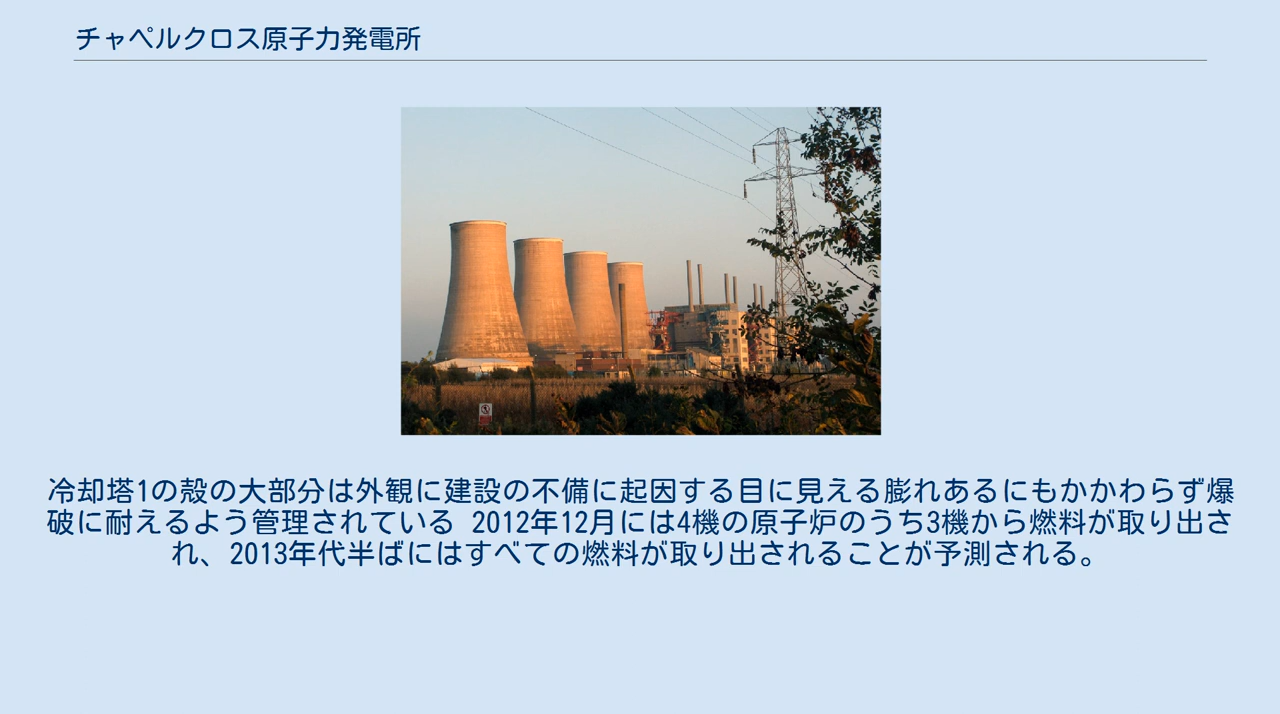 チャペルクロス原子力発電所
冷却塔1の殻の大部分は外観に建設の不備に起因する目に見える膨れあるにもかかわらず爆
破に耐えるよう管理されている 2012年12月には4機の原子炉のうち3機から燃料が取り出さ
れ、2013年代半ばにはすべての燃料が取り出されることが予測される。